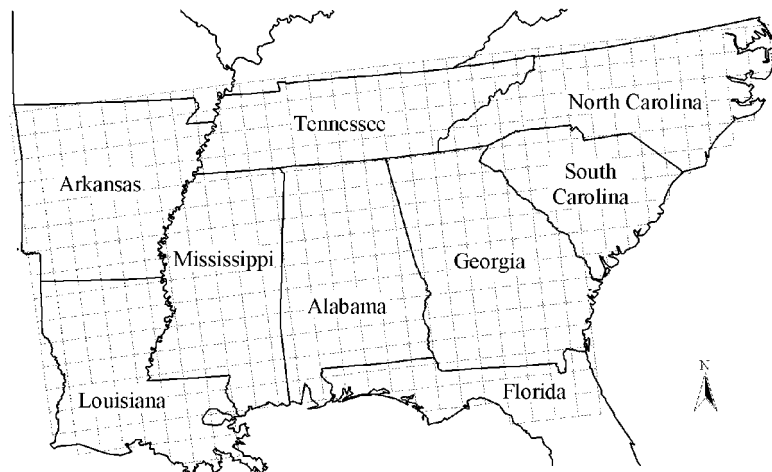 North Carolina
Tennessee
South
Carolina
Arkansas
Mississippi
Georgia
Alabama
Louisiana
Florida
N